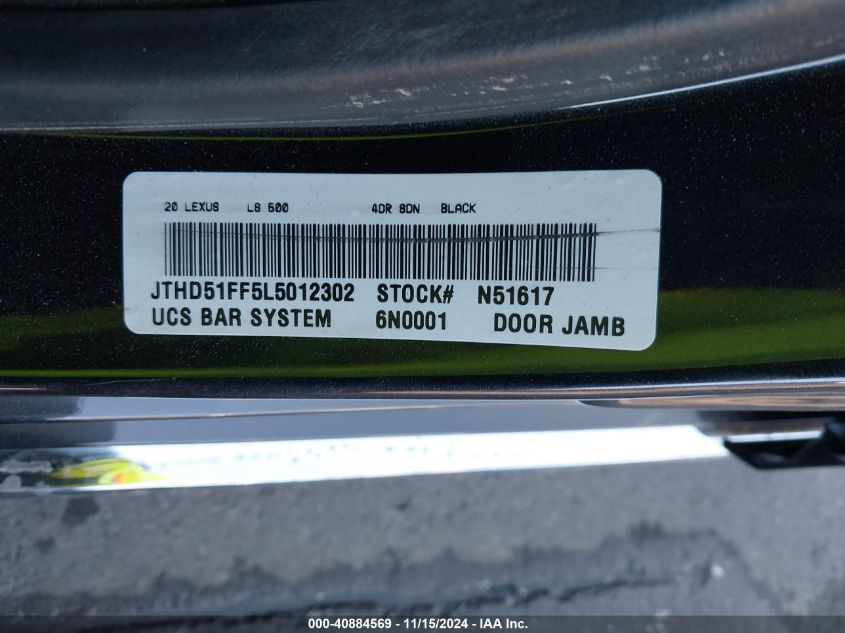 20 LEXUS LS 500 4DR SDN BLACK
JTHD51FF5L5012302 STOCK# N51617
UCS BAR SYSTEM 6N0001 DOOR JAMB
000-40884569 - 11/15/2024 - IAA Inc.